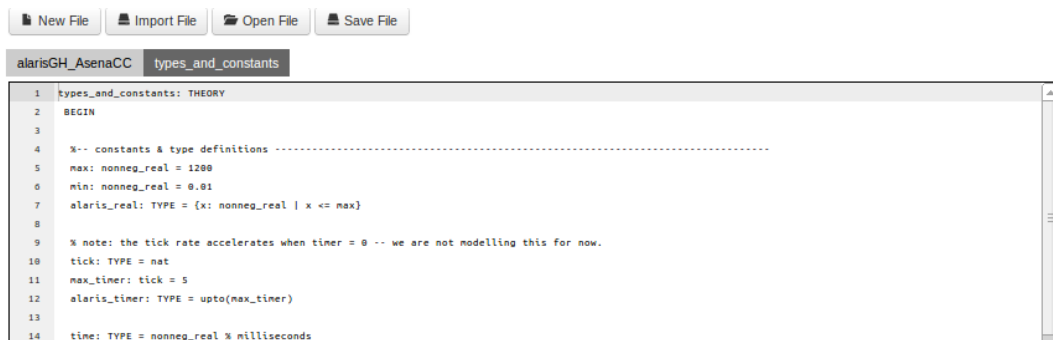 New File Import File Open File Save File
alarisGH_AsenaCC types_and_constants
1 types_and_constants: THEORY
2 BEGIN
3
4 %-- constants & type definitions -------------------------------------------------------------------------------
5 max: nonneg_real = 1200
6 min: nonneg_real = 0.01
7 alaris_real: TYPE = {x: nonneg_real | x <= max}
8
9 % note: the tick rate accelerates when timer = 0 -- we are not modelling this for now.
10 tick: TYPE = nat
11 max_timer: tick = 5
12 alaris_timer: TYPE = upto(max_timer)
13
14 time: TYPE = nonneg_real % milliseconds